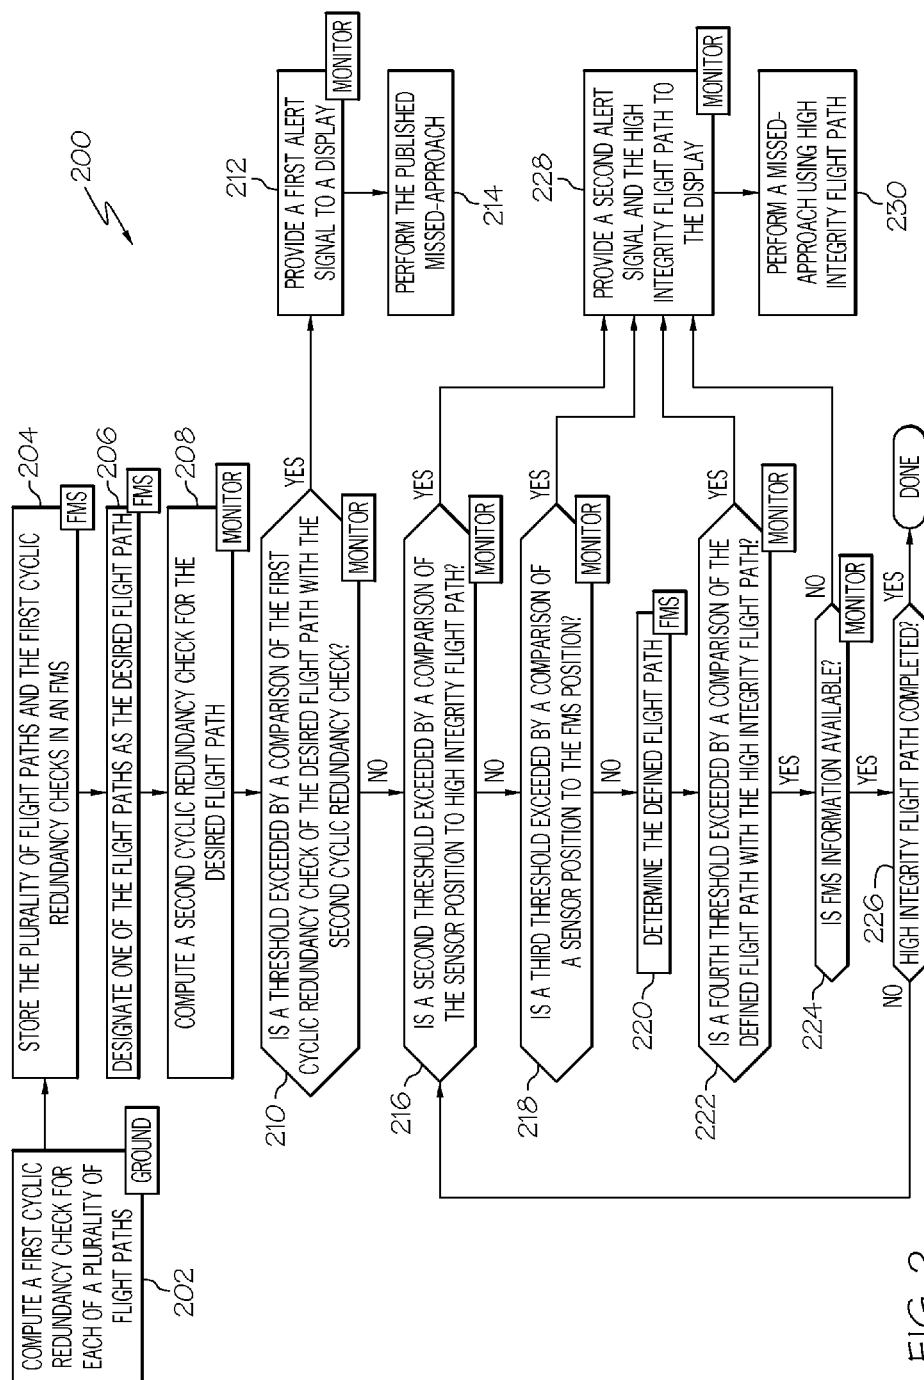 200
COMPUTE A FIRST CYCLIC
REDUNDANCY CHECK FOR
EACH OF A PLURALITY OF
FLIGHT PATHS
GROUND
202
204
STORE THE PLURALITY OF FLIGHT PATHS AND THE FIRST CYCLIC
REDUNDANCY CHECKS IN AN FMS
FMS
206
DESIGNATE ONE OF THE FLIGHT PATHS AS THE DESIRED FLIGHT PATH
FMS
208
COMPUTE A SECOND CYCLIC REDUNDANCY CHECK FOR THE
DESIRED FLIGHT PATH
MONITOR
210
IS A THRESHOLD EXCEEDED BY A COMPARISON OF THE FIRST
CYCLIC REDUNDANCY CHECK OF THE DESIRED FLIGHT PATH WITH THE
SECOND CYCLIC REDUNDANCY CHECK?
MONITOR
YES
NO
212
PROVIDE A FIRST ALERT
SIGNAL TO A DISPLAY
MONITOR
PERFORM THE PUBLISHED
MISSED-APPROACH
214
216
IS A SECOND THRESHOLD EXCEEDED BY A COMPARISON OF
THE SENSOR POSITION TO HIGH INTEGRITY FLIGHT PATH?
MONITOR
YES
NO
218
IS A THIRD THRESHOLD EXCEEDED BY A COMPARISON OF
A SENSOR POSITION TO THE FMS POSITION?
MONITOR
YES
NO
220
DETERMINE THE DEFINED FLIGHT PATH
FMS
222
IS A FOURTH THRESHOLD EXCEEDED BY A COMPARISON OF THE
DEFINED FLIGHT PATH WITH THE HIGH INTEGRITY FLIGHT PATH?
MONITOR
YES
YES
224
IS FMS INFORMATION AVAILABLE?
MONITOR
NO
YES
226
HIGH INTEGRITY FLIGHT PATH COMPLETED?
NO
YES
DONE
228
PROVIDE A SECOND ALERT
SIGNAL AND THE HIGH
INTEGRITY FLIGHT PATH TO
THE DISPLAY
MONITOR
PERFORM A MISSED-
APPROACH USING HIGH
INTEGRITY FLIGHT PATH
230